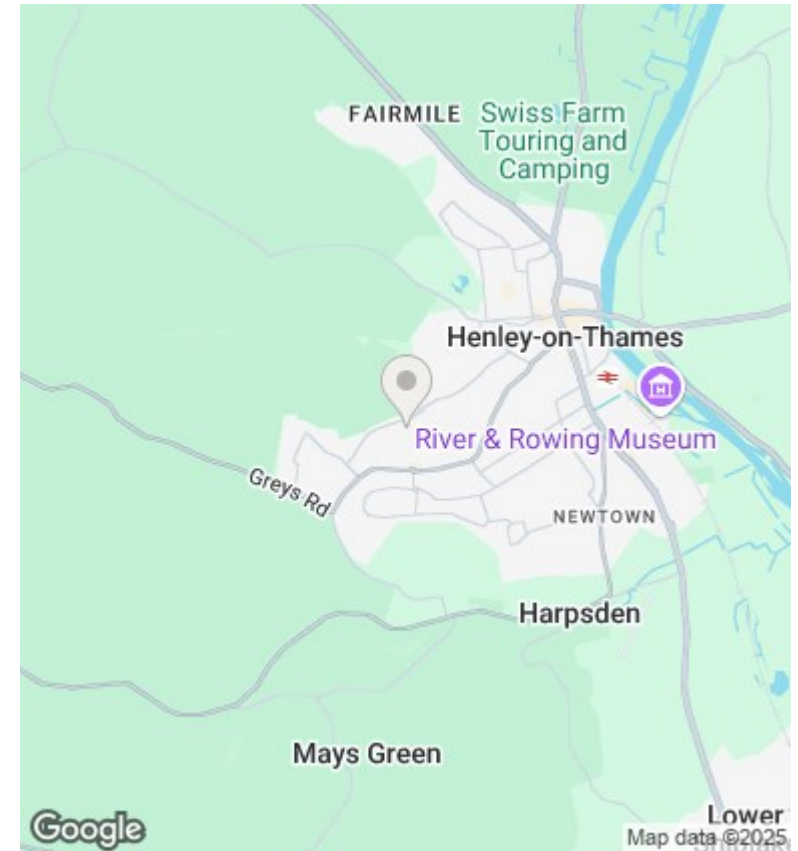 FAIRMILE
Swiss Farm
Touring and
Camping
Henley-on-Thames
River & Rowing Museum
Greys Rd
NEWTOWN
Harpsden
Mays Green
Lower
Google
Map data ©2025